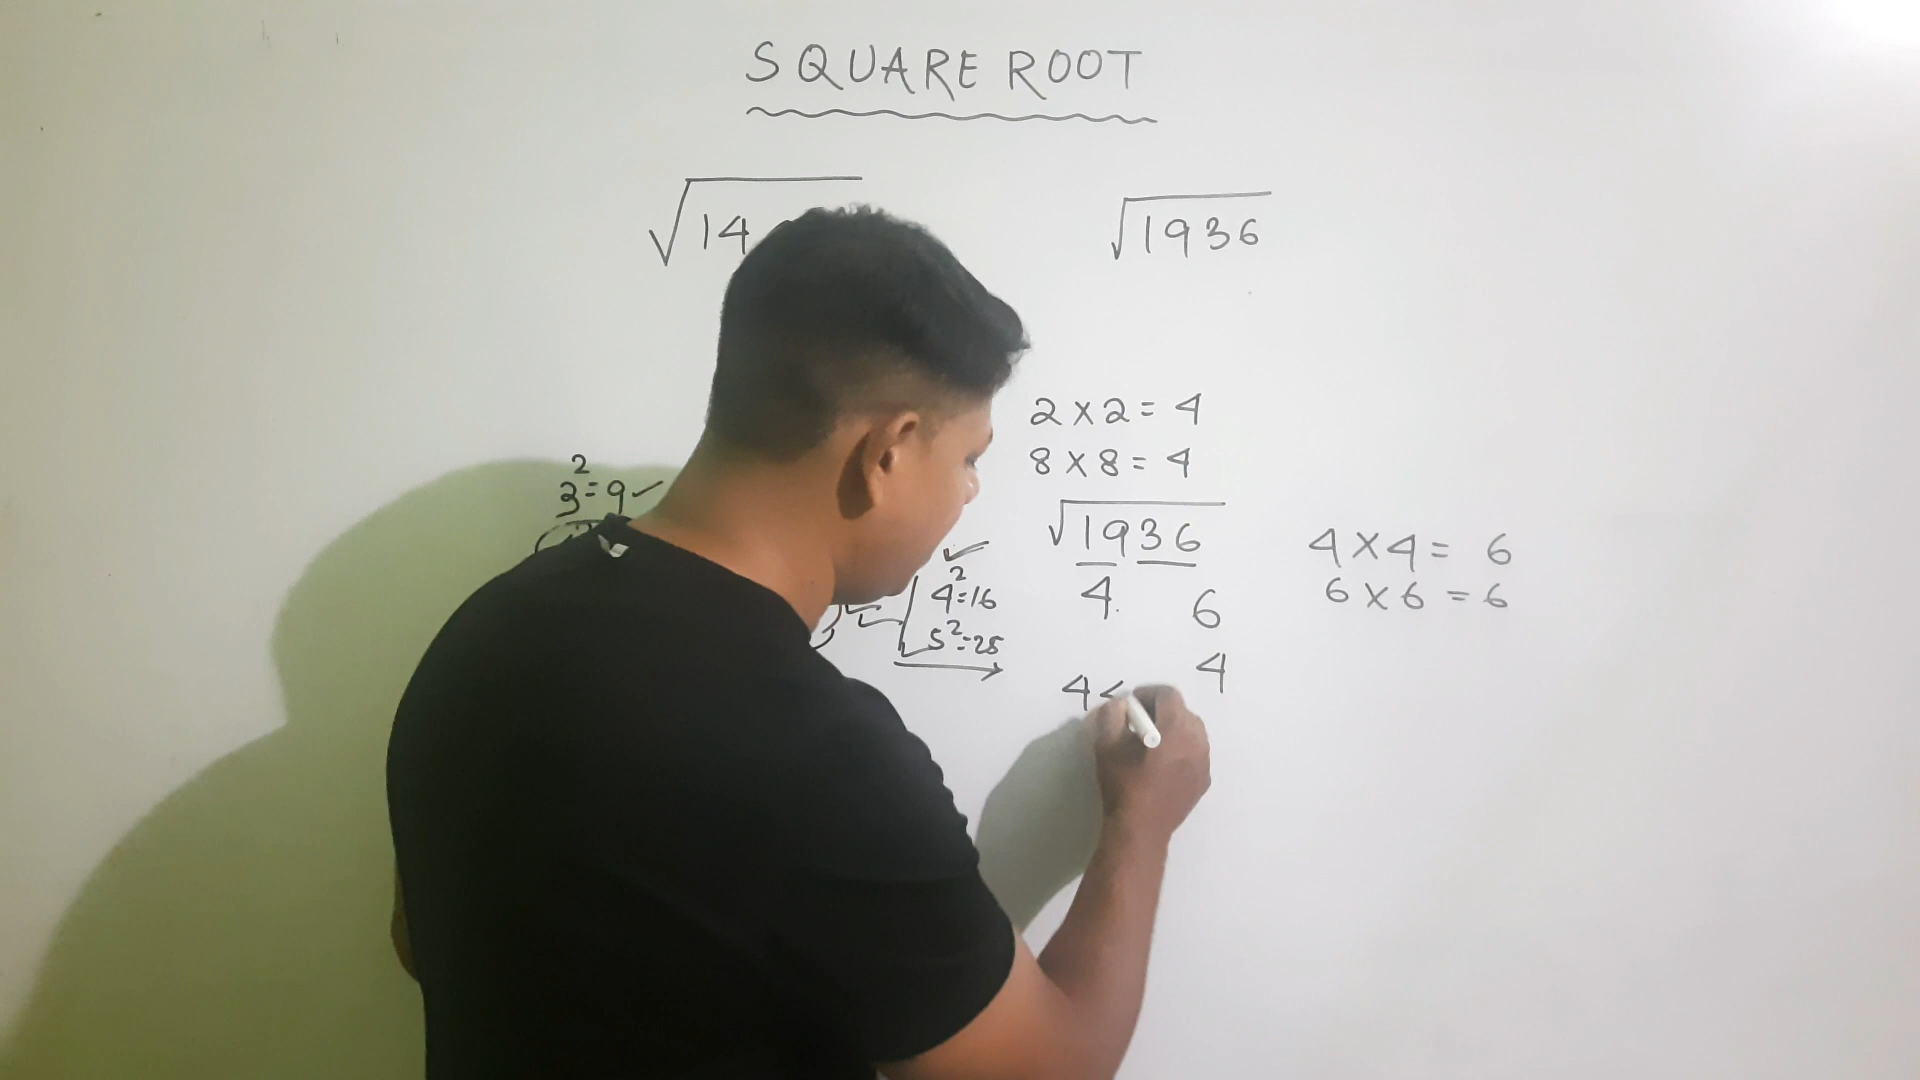 SQUARE ROOT
√14
√1936
2 × 2 = 4
8 × 8 = 4
3² = 9 ✓
√1936
4 × 4 = 6
6 × 6 = 6
✓
4² = 16
4 6
5² = 25
4
4